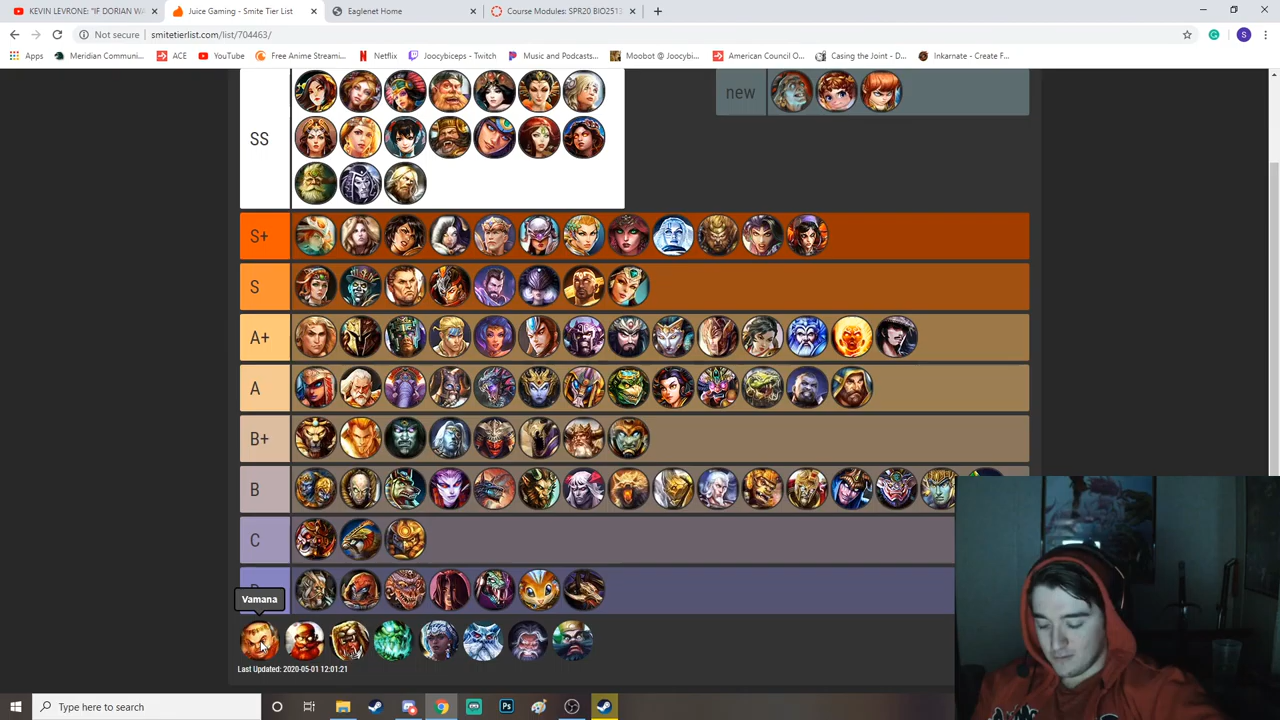 KEVIN LEVRONE: "IF DORIAN WA
Juice Gaming - Smite Tier List
Eaglenet Home
Course Modules: SPR20 BIO2513
Not secure
smitetierlist.com/list/704463/
S
Apps
Meridian Communi...
ACE
YouTube
Free Anime Streami...
Netflix
Joocybiceps - Twitch
Music and Podcasts...
Moobot @ Joocybi...
American Council O...
Casing the Joint - D...
Inkarnate - Create F...
new
SS
S+
S
A+
A
B+
B
C
Vamana
Last Updated: 2020-05-01 12:01:21
Type here to search
Ps